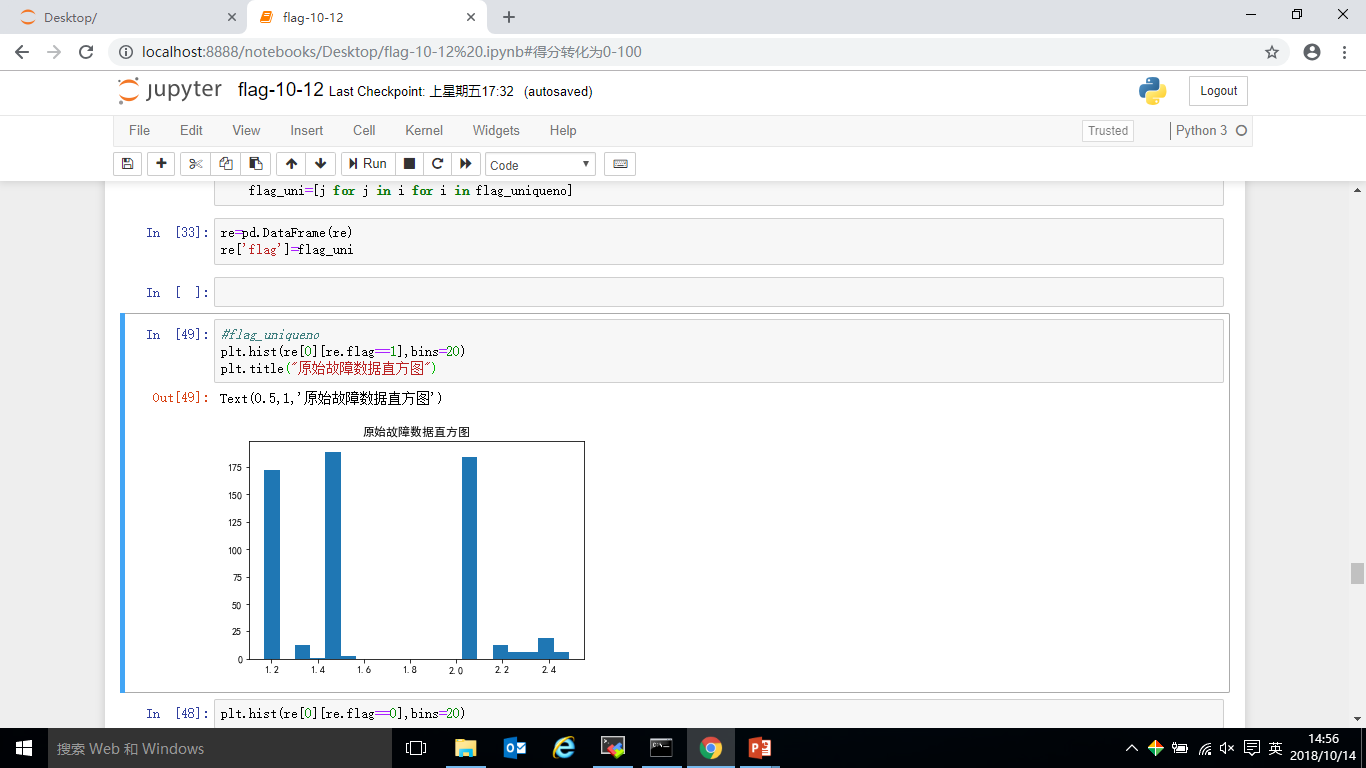 Desktop/
flag-10-12
localhost:8888/notebooks/Desktop/flag-10-12%20.ipynb#得分转化为0-100
jupyter flag-10-12 Last Checkpoint: 上星期五17:32 (autosaved)
Logout
File Edit View Insert Cell Kernel Widgets Help
Trusted
Python 3
Run
Code
flag_uni=[j for j in i for i in flag_uniqueno]
In [33]:
re=pd.DataFrame(re)
re['flag']=flag_uni
In [ ]:
In [49]:
#flag_uniqueno
plt.hist(re[0][re.flag==1],bins=20)
plt.title("原始故障数据直方图")
Out[49]:
Text(0.5,1,'原始故障数据直方图')
原始故障数据直方图
175
150
125
100
75
50
25
0
1.2 1.4 1.6 1.8 2.0 2.2 2.4
In [48]:
plt.hist(re[0][re.flag==0],bins=20)
搜索 Web 和 Windows
英
14:56
2018/10/14